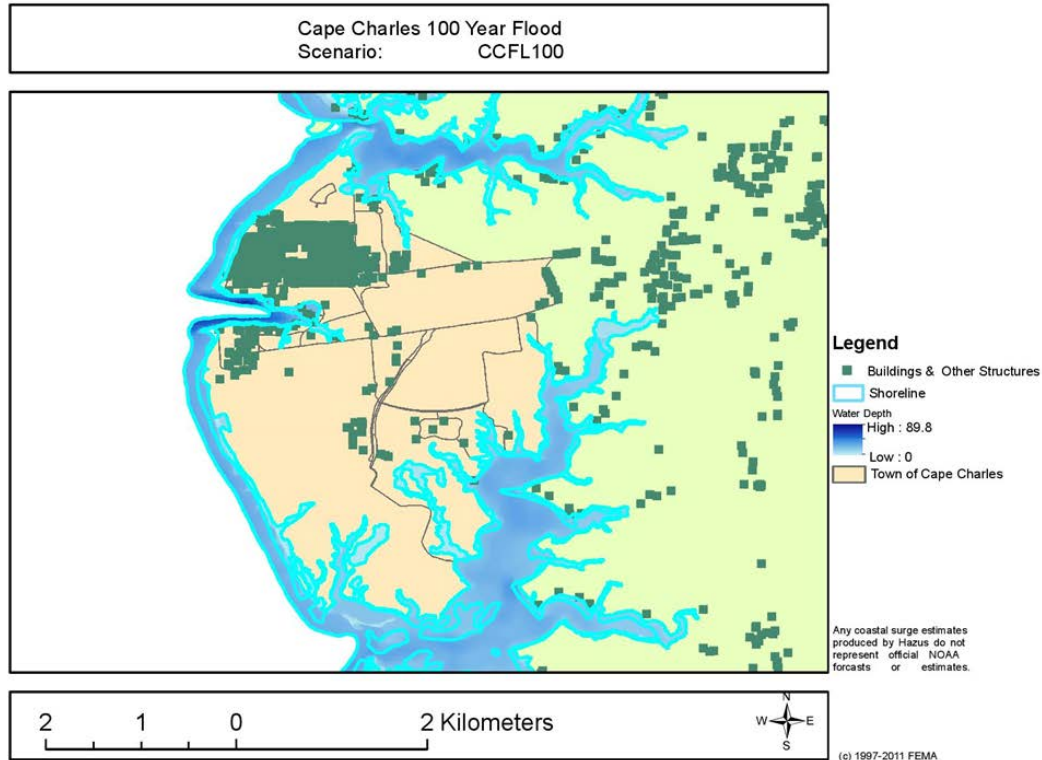 Cape Charles 100 Year Flood
Scenario: CCFL100
Legend
Buildings & Other Structures
Shoreline
Water Depth
High : 89.8
Low : 0
Town of Cape Charles
Any coastal surge estimates
produced by Hazus do not
represent official NOAA
forcasts or estimates.
2 1 0 2 Kilometers
N
W E
S
(c) 1997-2011 FEMA